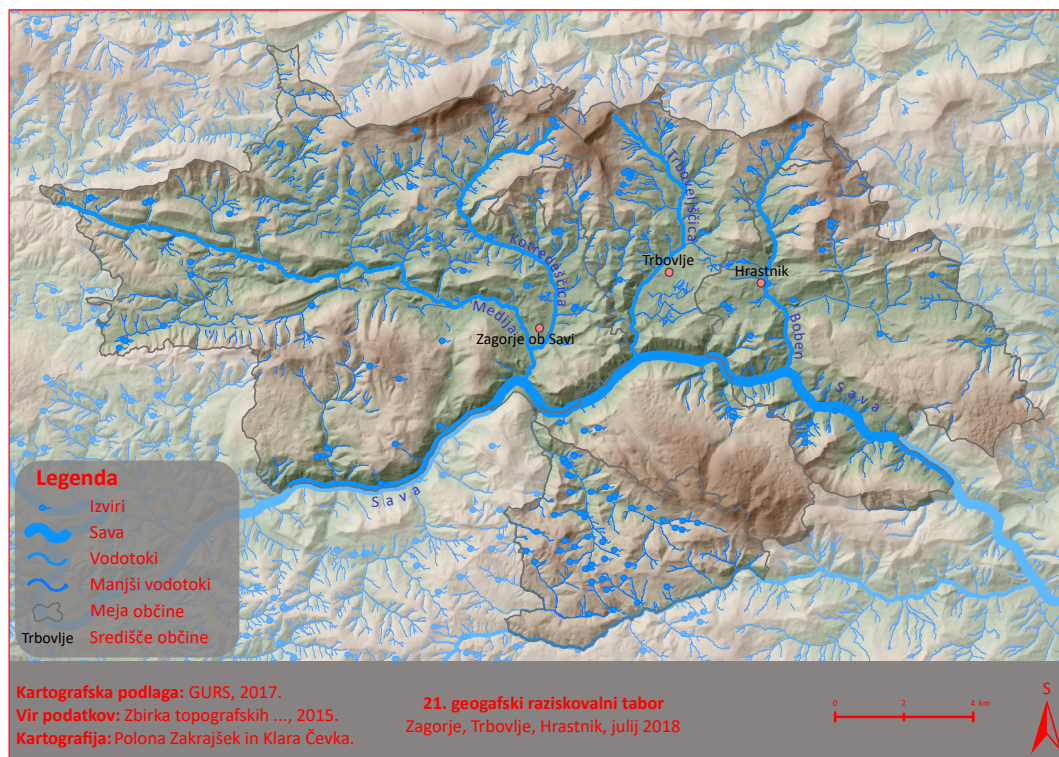 Trboveljščica
Kotredeščica
Trbovlje
Hrastnik
Medija
Zagorje ob Savi
Boben
Sava
Sava
Legenda
Izviri
Sava
Vodotoki
Manjši vodotoki
Meja občine
Trbovlje Središče občine
Kartografska podlaga: GURS, 2017.
Vir podatkov: Zbirka topografskih ..., 2015.
Kartografija: Polona Zakrajšek in Klara Čevka.
21. geogafski raziskovalni tabor
Zagorje, Trbovlje, Hrastnik, julij 2018
0 2 4 km
S